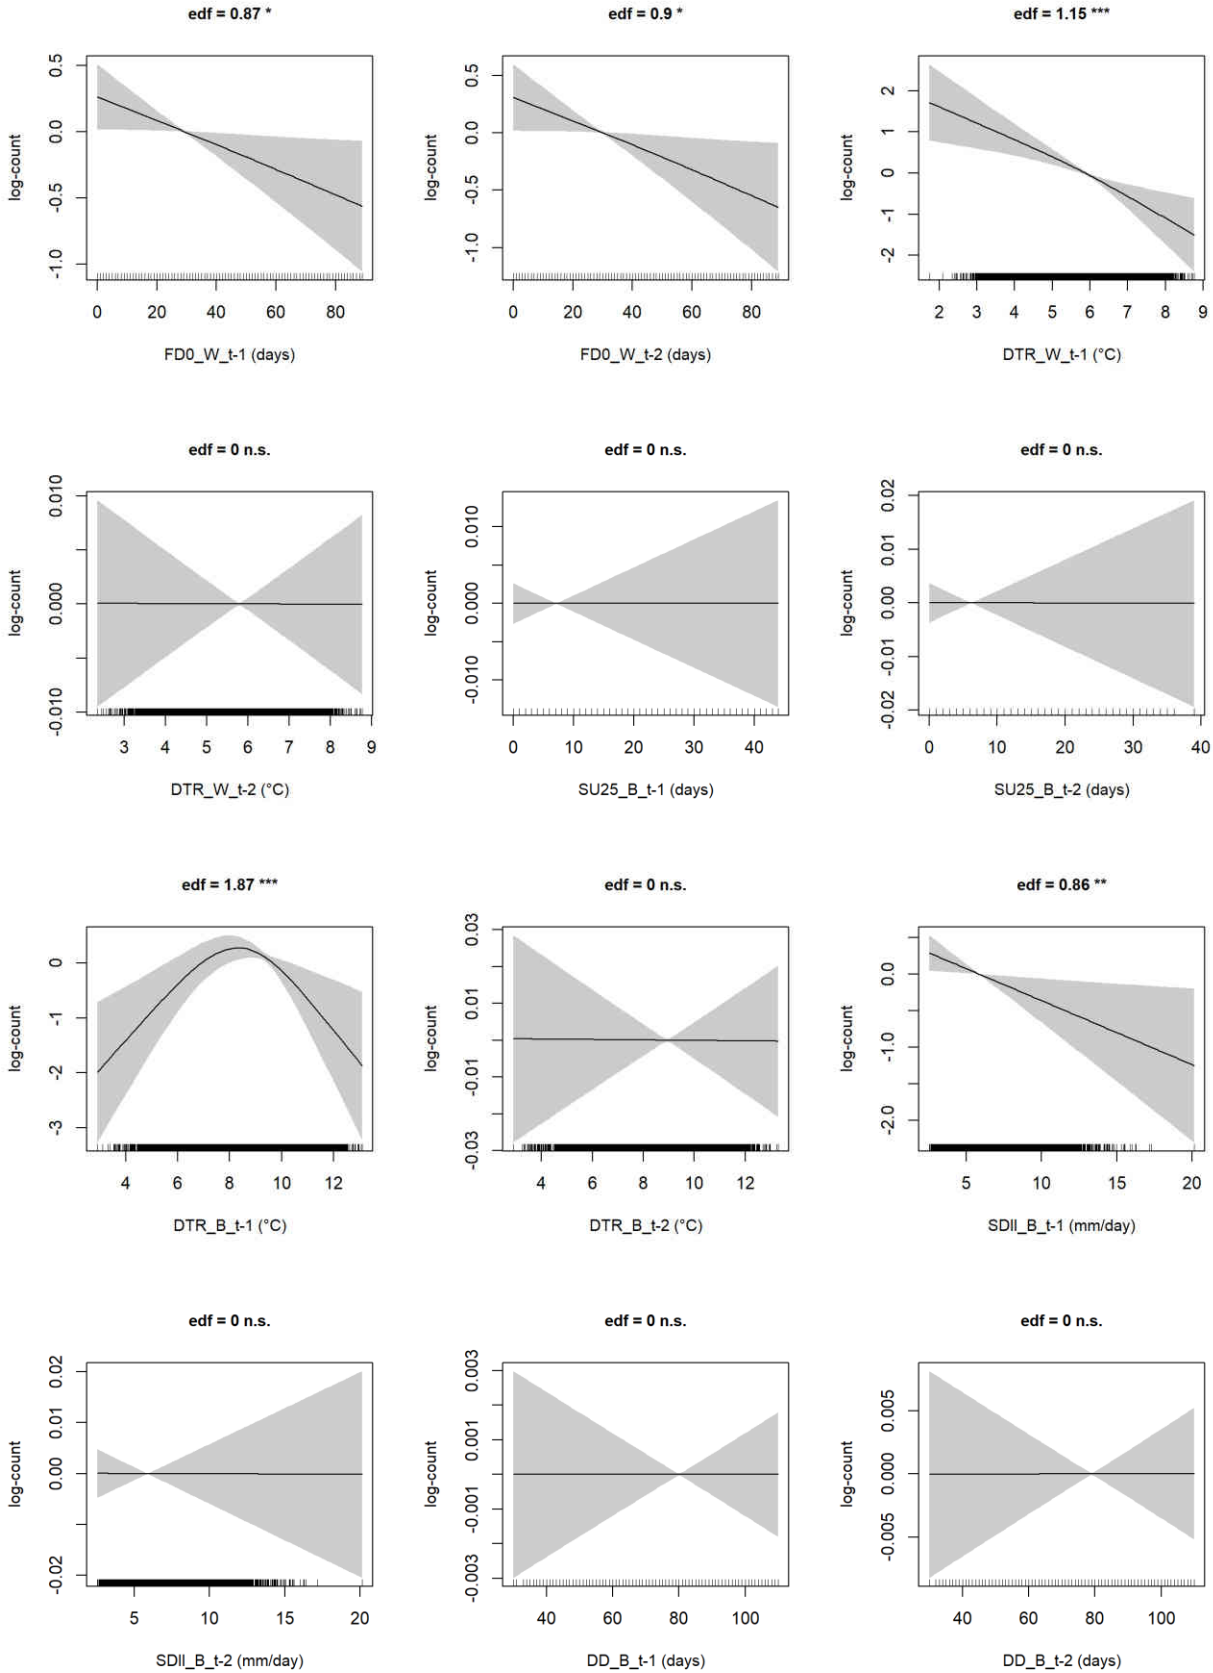 edf = 0.87 *
edf = 0.9 *
edf = 1.15 ***
log-count
0.5
0.0
-0.5
-1.0
0 20 40 60 80
FD0_W_t-1 (days)
log-count
0.5
0.0
-0.5
-1.0
0 20 40 60 80
FD0_W_t-2 (days)
log-count
2
1
0
-1
-2
2 3 4 5 6 7 8 9
DTR_W_t-1 (°C)
edf = 0 n.s.
edf = 0 n.s.
edf = 0 n.s.
log-count
0.010
0.000
-0.010
3 4 5 6 7 8 9
DTR_W_t-2 (°C)
log-count
0.010
0.000
-0.010
0 10 20 30 40
SU25_B_t-1 (days)
log-count
0.02
0.01
0.00
-0.01
-0.02
0 10 20 30 40
SU25_B_t-2 (days)
edf = 1.87 ***
edf = 0 n.s.
edf = 0.86 **
log-count
0
-1
-2
-3
4 6 8 10 12
DTR_B_t-1 (°C)
log-count
0.03
0.01
-0.01
-0.03
4 6 8 10 12
DTR_B_t-2 (°C)
log-count
0.0
-1.0
-2.0
5 10 15 20
SDII_B_t-1 (mm/day)
edf = 0 n.s.
edf = 0 n.s.
edf = 0 n.s.
log-count
0.02
0.01
0.00
-0.02
5 10 15 20
SDII_B_t-2 (mm/day)
log-count
0.003
0.001
-0.001
-0.003
40 60 80 100
DD_B_t-1 (days)
log-count
0.005
0.000
-0.005
40 60 80 100
DD_B_t-2 (days)